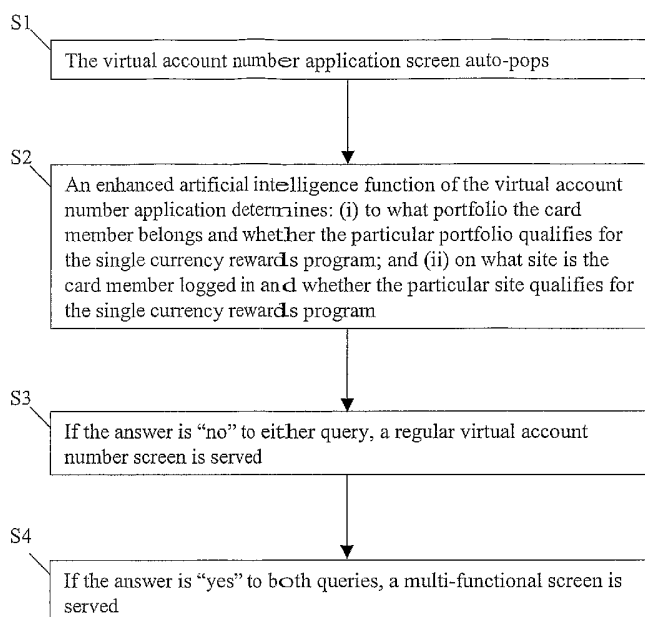 S1
The virtual account number application screen auto-pops
S2
An enhanced artificial intelligence function of the virtual account
number application determines: (i) to what portfolio the card
member belongs and whether the particular portfolio qualifies for
the single currency rewards program; and (ii) on what site is the
card member logged in and whether the particular site qualifies for
the single currency rewards program
S3
If the answer is “no” to either query, a regular virtual account
number screen is served
S4
If the answer is “yes” to both queries, a multi-functional screen is
served